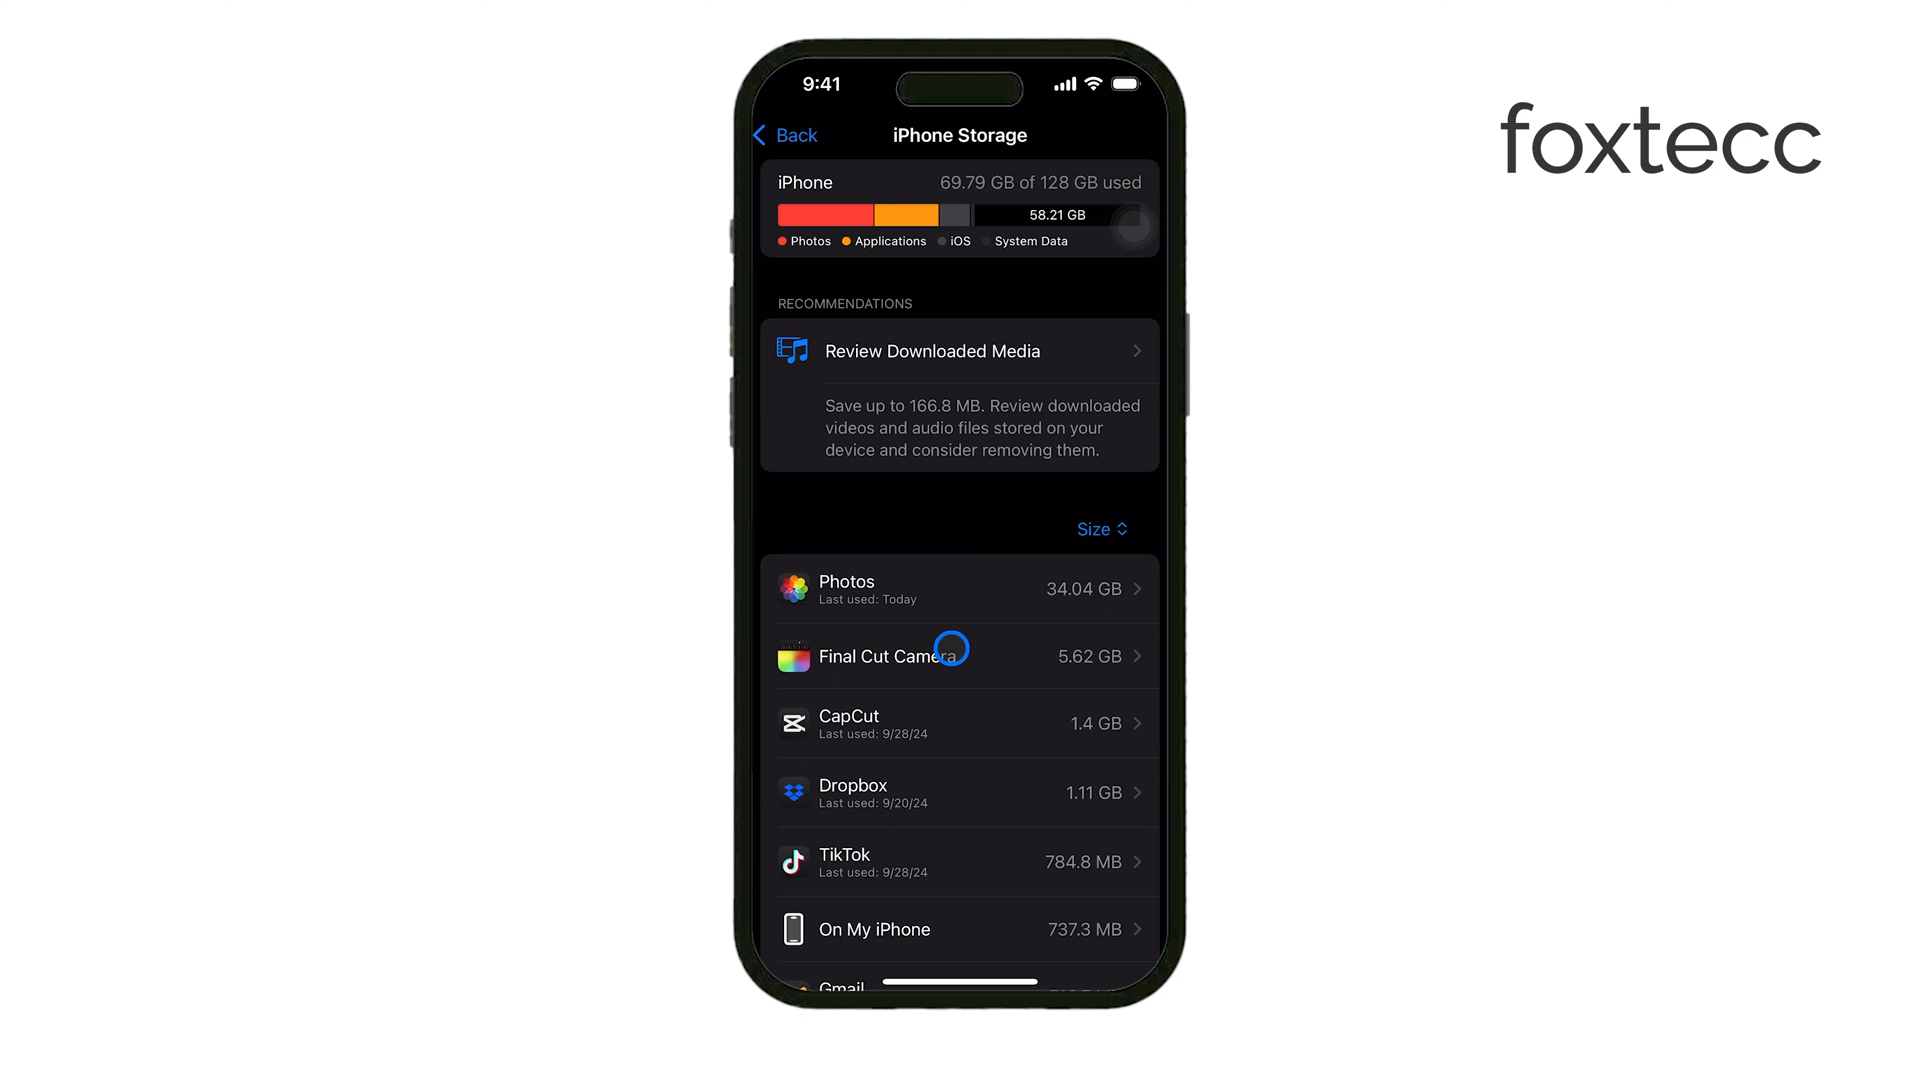 foxtecc
9:41
Back
iPhone Storage
iPhone
69.79 GB of 128 GB used
58.21 GB
Photos
Applications
iOS
System Data
RECOMMENDATIONS
Review Downloaded Media
Save up to 166.8 MB. Review downloaded
videos and audio files stored on your
device and consider removing them.
Size
Photos
Last used: Today
34.04 GB
Final Cut Camera
5.62 GB
CapCut
Last used: 9/28/24
1.4 GB
Dropbox
Last used: 9/20/24
1.11 GB
TikTok
Last used: 9/28/24
784.8 MB
On My iPhone
737.3 MB
Gmail